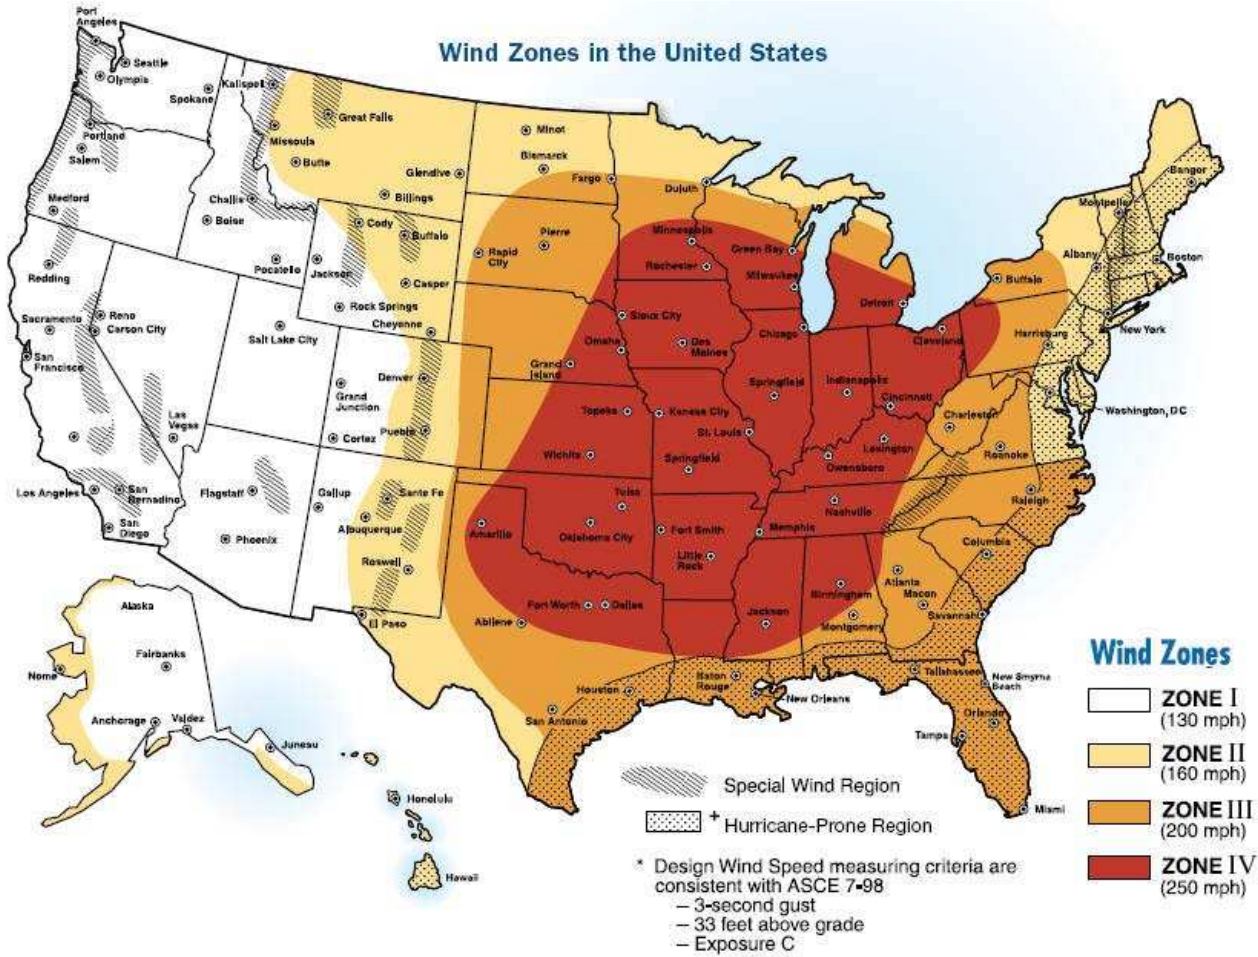 Wind Zones in the United States
Port
Angeles
Seattle
Olympia
Spokane
Kalispell
Great Falls
Missoula
Butte
Glendive
Billings
Minot
Bismarck
Fargo
Duluth
Portland
Salem
Medford
Challis
Boise
Pocatello
Cody
Buffalo
Jackson
Casper
Rock Springs
Cheyenne
Rapid
City
Pierre
Minneapolis
Rochester
Green Bay
Milwaukee
Detroit
Buffalo
Albany
Montpelier
Bangor
Boston
New York
Harrisburg
Washington, DC
Redding
Sacramento
San
Francisco
Reno
Carson City
Salt Lake City
Las
Vegas
Grand
Junction
Cortez
Denver
Pueblo
Sioux City
Omaha
Des
Moines
Grand
Island
Chicago
Cleveland
Springfield
Indianapolis
Cincinnati
Charleston
Roanoke
Raleigh
Topeka
Kansas City
St. Louis
Lexington
Owensboro
Wichita
Springfield
Los Angeles
San
Bernadino
San
Diego
Flagstaff
Phoenix
Gallup
Santa Fe
Albuquerque
Roswell
El Paso
Amarillo
Tulsa
Oklahoma City
Fort Smith
Little
Rock
Memphis
Nashville
Columbia
Atlanta
Macon
Savannah
Birmingham
Montgomery
Jackson
Fort Worth
Dallas
Abilene
Houston
San Antonio
Baton
Rouge
New Orleans
Tallahassee
New Smyrna
Beach
Orlando
Tampa
Miami
Alaska
Fairbanks
Nome
Anchorage
Valdez
Juneau
Honolulu
Hawaii
Special Wind Region
+ Hurricane-Prone Region
* Design Wind Speed measuring criteria are
consistent with ASCE 7-98
– 3-second gust
– 33 feet above grade
– Exposure C
Wind Zones
ZONE I
(130 mph)
ZONE II
(160 mph)
ZONE III
(200 mph)
ZONE IV
(250 mph)